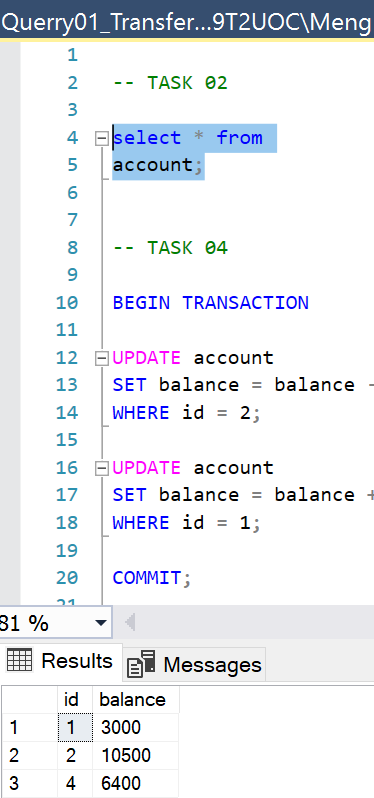 Querry01_Transfer...9T2UOC\Meng
1
2 -- TASK 02
3
4 select * from
5 account;
6
7
8 -- TASK 04
9
10 BEGIN TRANSACTION
11
12 UPDATE account
13 SET balance = balance -
14 WHERE id = 2;
15
16 UPDATE account
17 SET balance = balance +
18 WHERE id = 1;
19
20 COMMIT;
21
81 %
Results Messages
id balance
1 1 3000
2 2 10500
3 4 6400